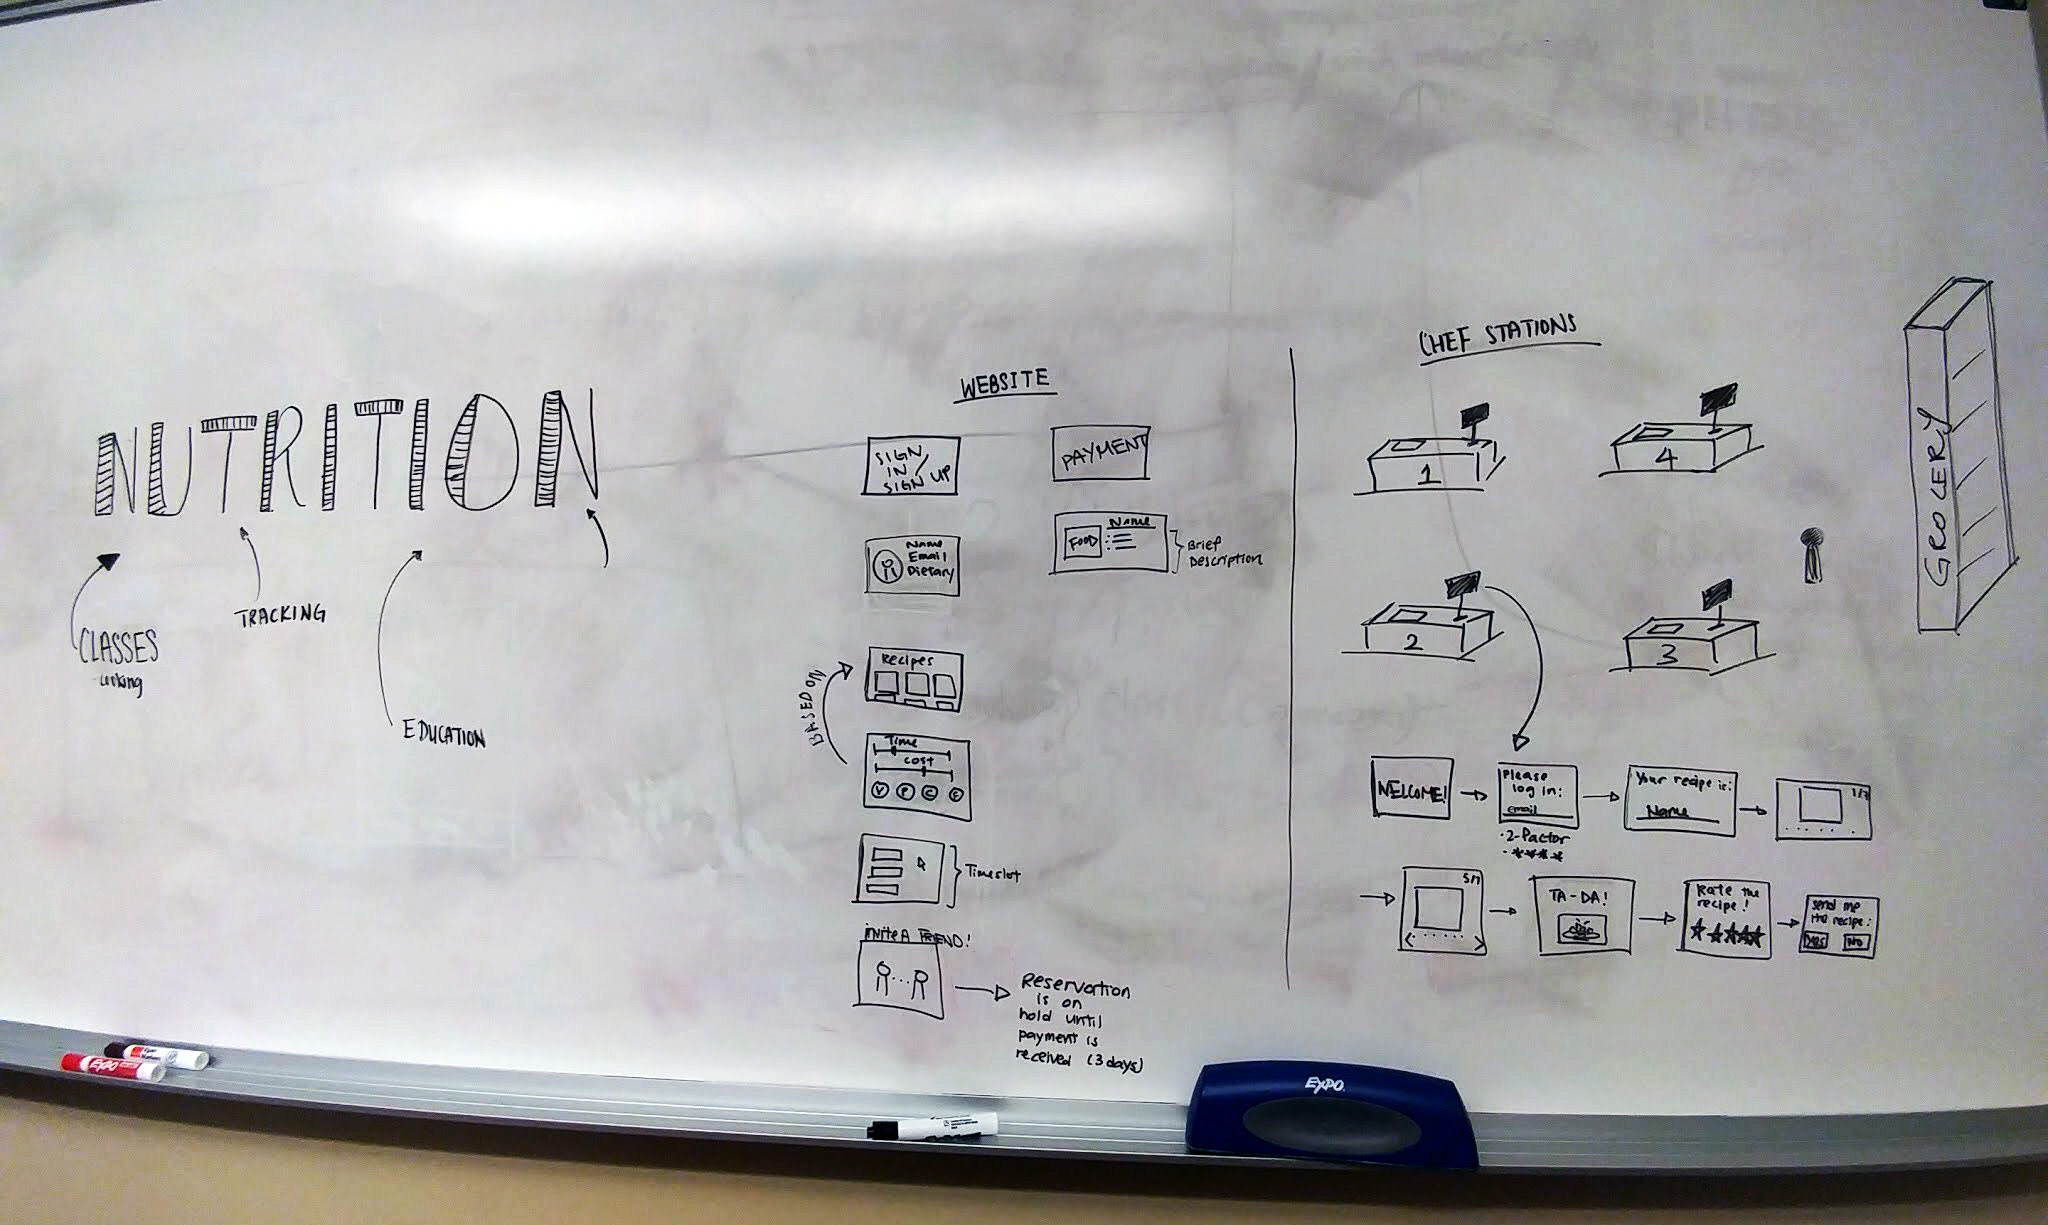 NUTRITION
CLASSES
cooking
TRACKING
EDUCATION
WEBSITE
SIGN
IN /
SIGN UP
Name
Email
Dietary
Recipes
BASED ON
Time
cost
V P C F
Timeslot
invite A FRIEND!
Reservation
is on
hold until
payment is
received (3 days)
PAYMENT
Name
FOOD
Brief
Description
CHEF STATIONS
1
4
2
3
GROCERY
WELCOME!
Please
log in:
email
2-Factor
****
Your recipe is:
Name
1/7
5/7
TA-DA!
Rate the
recipe!
send me
the recipe:
Yes
No
EXPO
EXPO